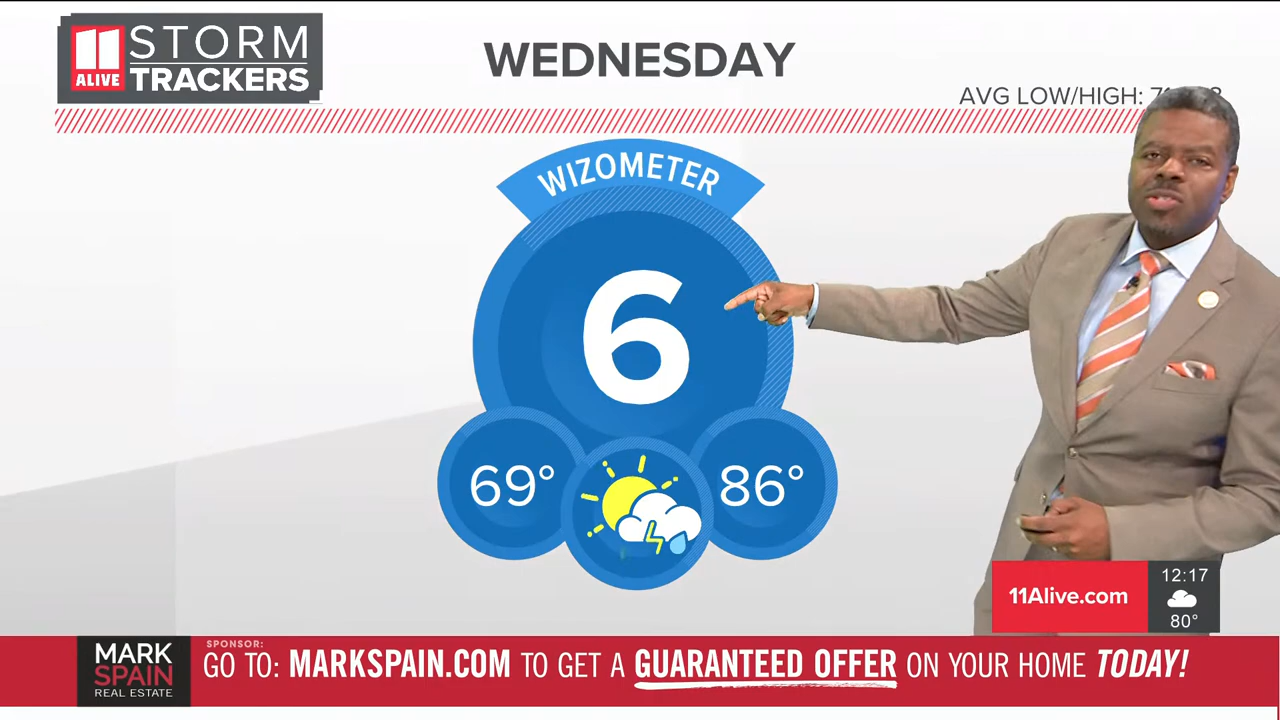 11 ALIVE
STORM
TRACKERS
WEDNESDAY
AVG LOW/HIGH:
WIZOMETER
6
69°
86°
11Alive.com
12:17
80°
MARK
SPAIN
REAL ESTATE
SPONSOR:
GO TO: MARKSPAIN.COM TO GET A GUARANTEED OFFER ON YOUR HOME TODAY!